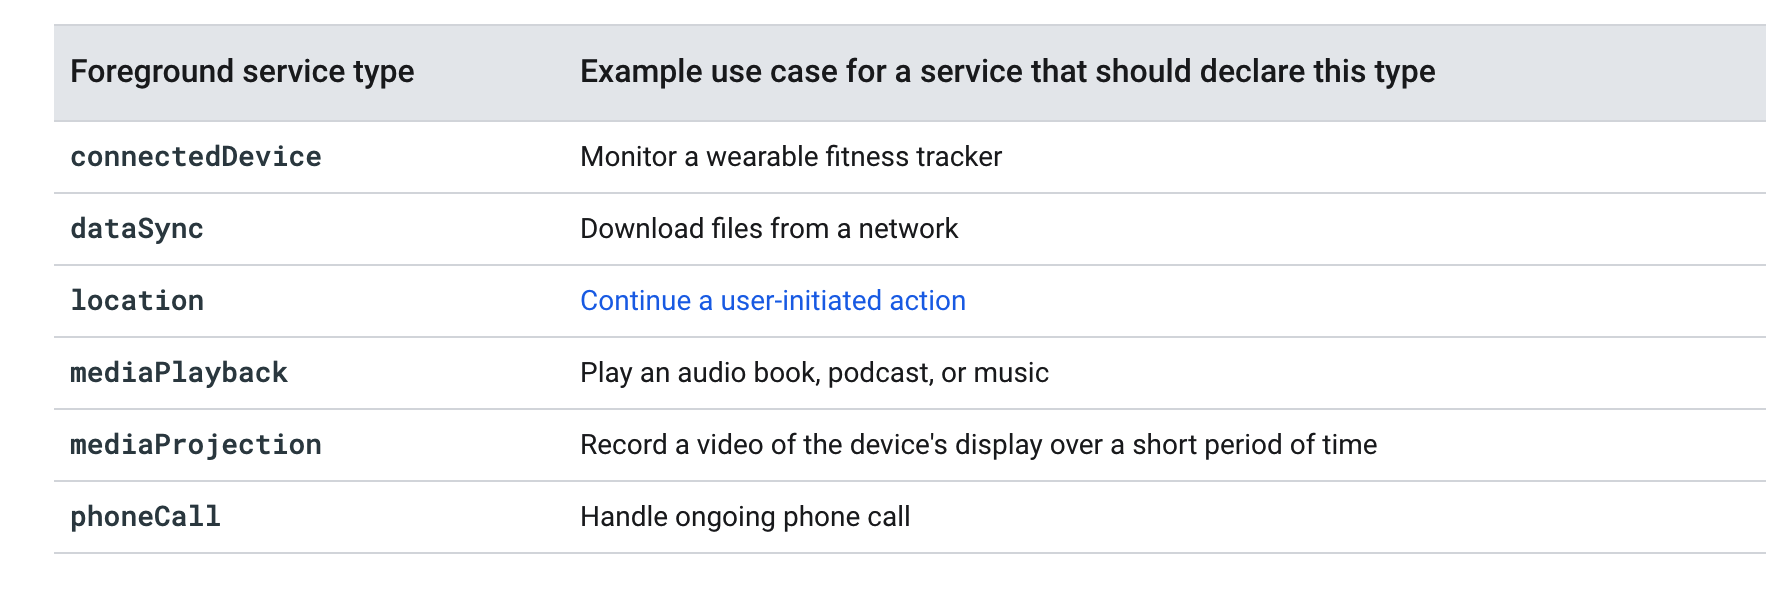 Foreground service type Example use case for a service that should declare this type
connectedDevice Monitor a wearable fitness tracker
dataSync Download files from a network
location Continue a user-initiated action
mediaPlayback Play an audio book, podcast, or music
mediaProjection Record a video of the device's display over a short period of time
phoneCall Handle ongoing phone call